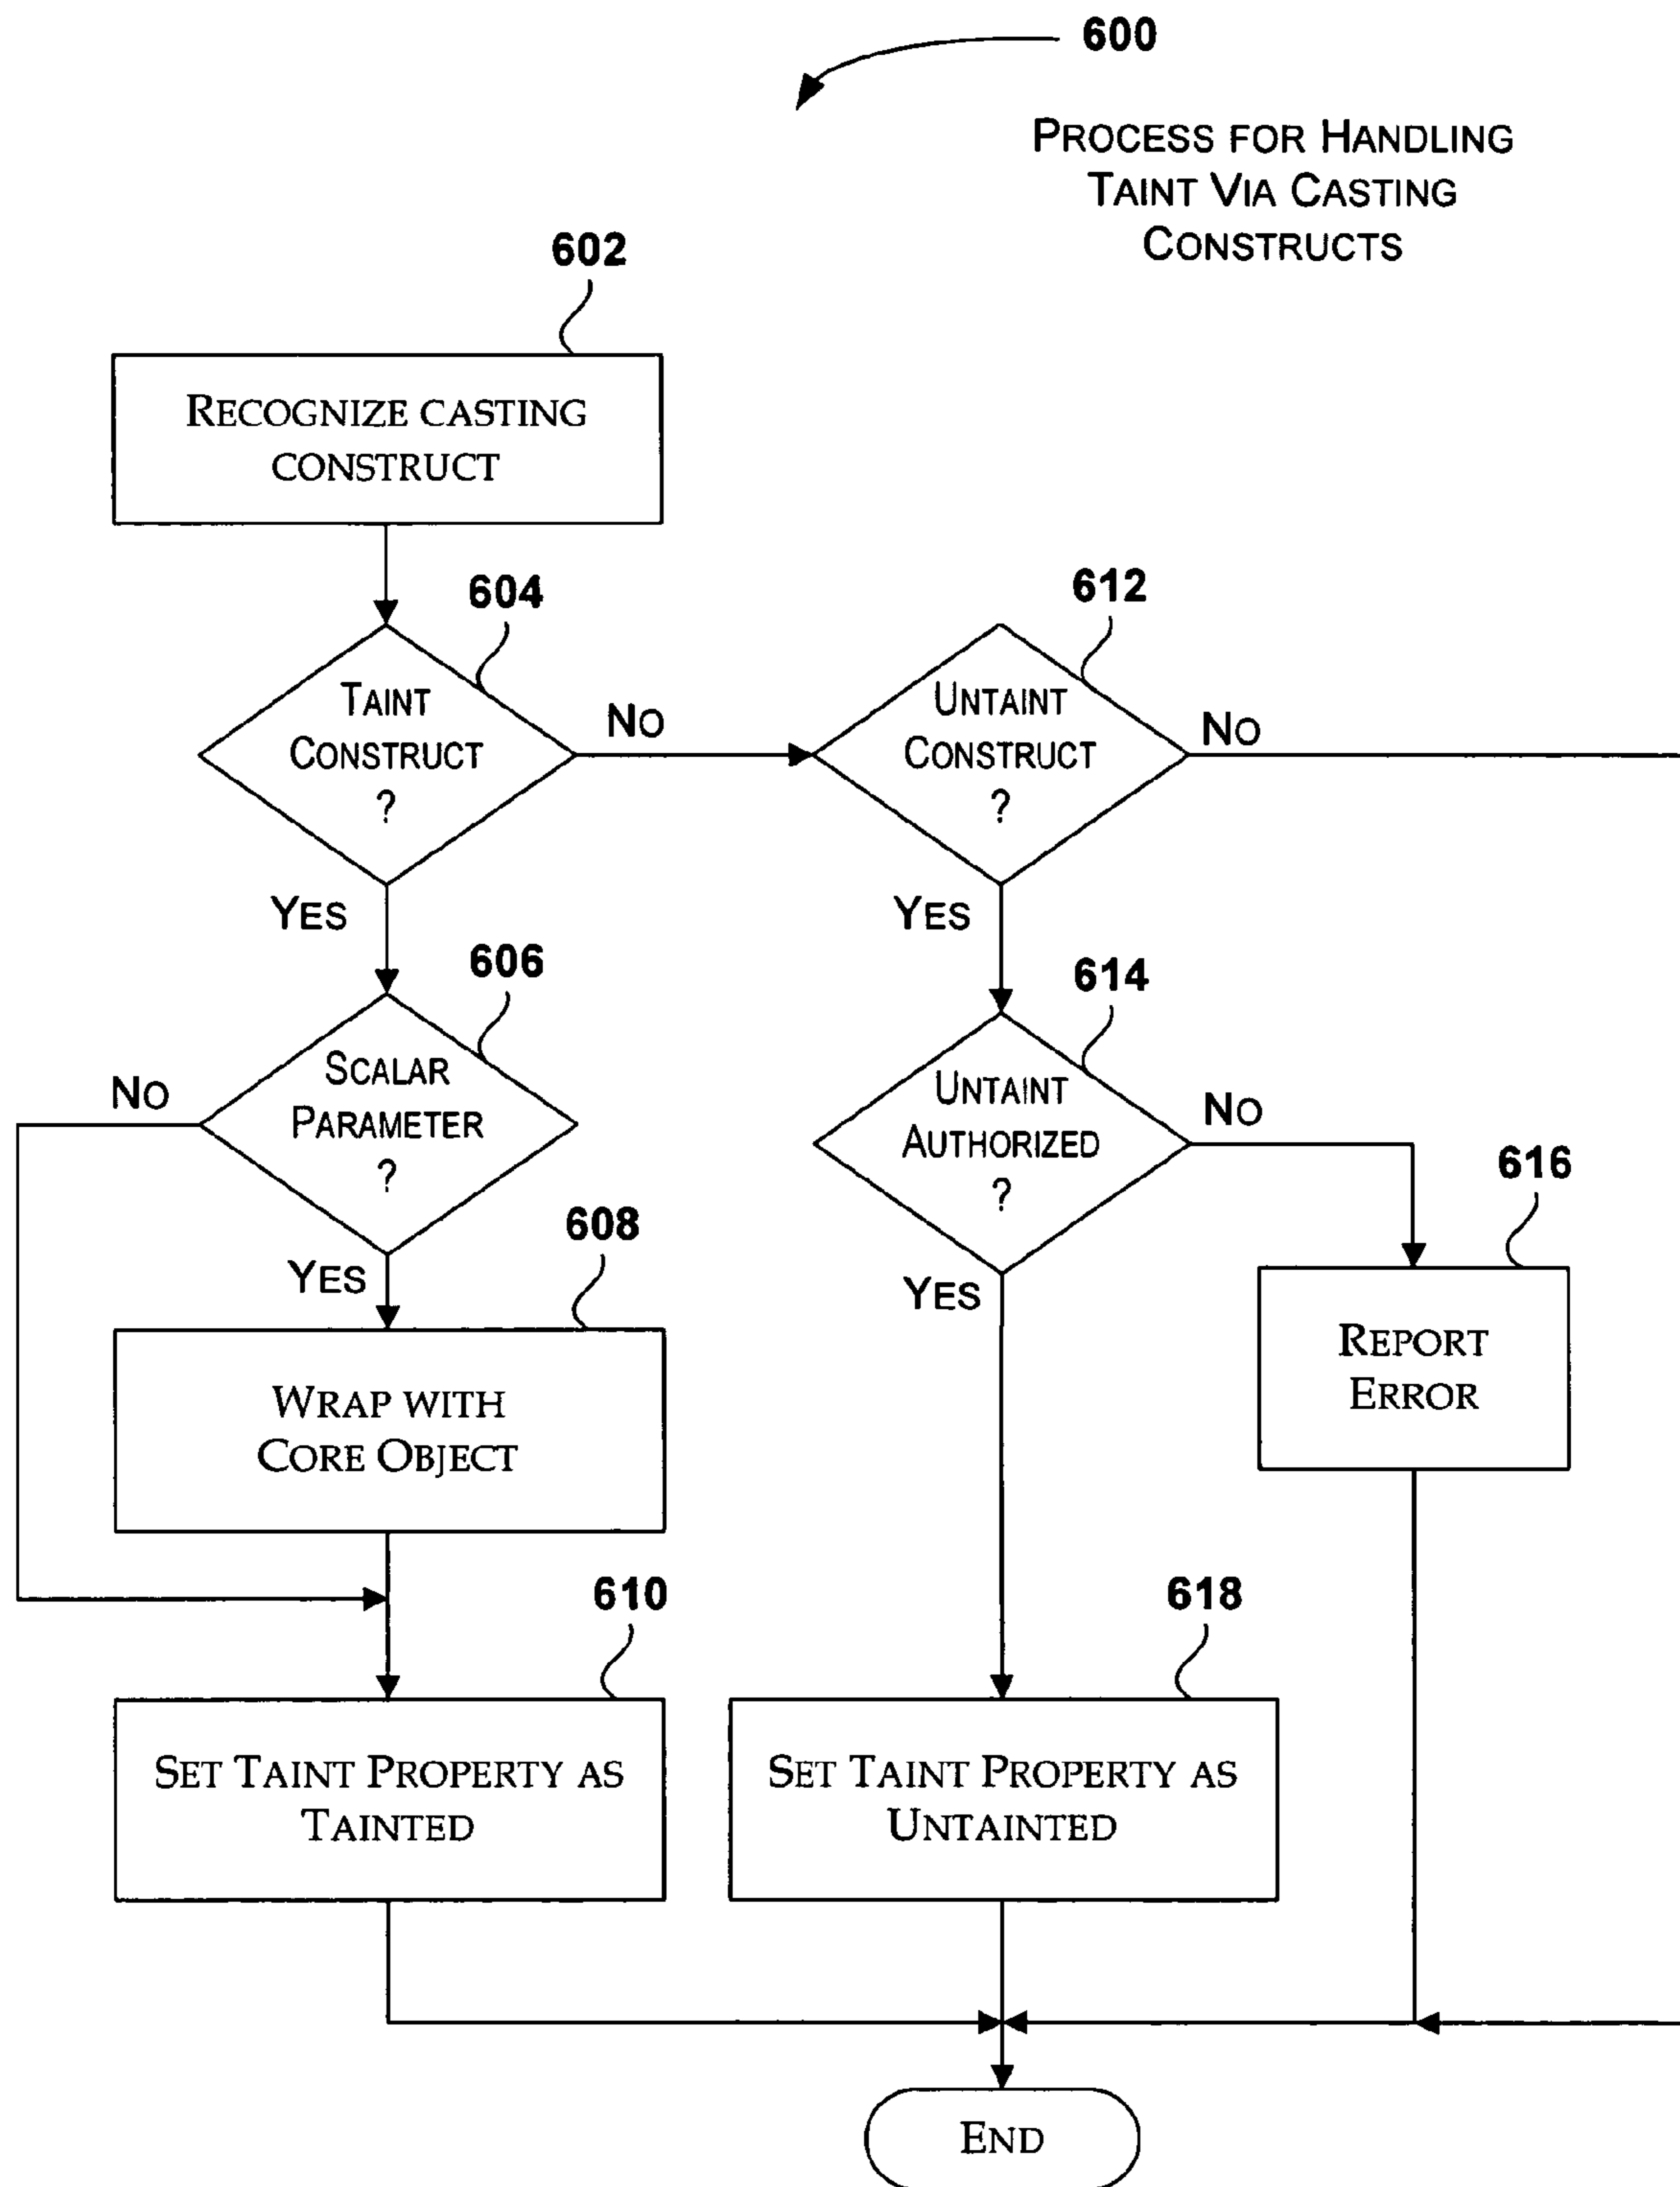 600
PROCESS FOR HANDLING
TAINT VIA CASTING
CONSTRUCTS
602
RECOGNIZE CASTING
CONSTRUCT
604
TAINT
CONSTRUCT
?
NO
YES
612
UNTAINT
CONSTRUCT
?
NO
YES
606
SCALAR
PARAMETER
?
NO
YES
614
UNTAINT
AUTHORIZED
?
NO
YES
616
REPORT
ERROR
608
WRAP WITH
CORE OBJECT
610
SET TAINT PROPERTY AS
TAINTED
618
SET TAINT PROPERTY AS
UNTAINTED
END